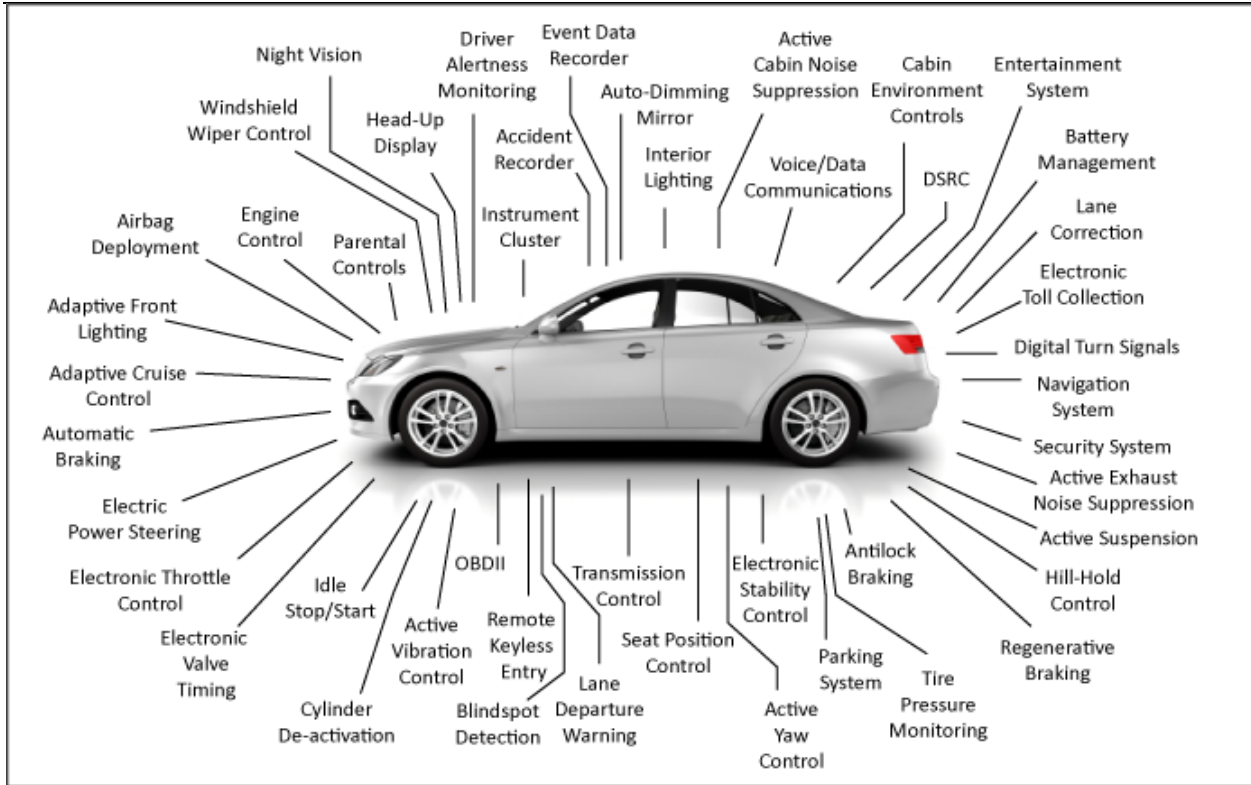 Night Vision
Driver
Alertness
Monitoring
Event Data
Recorder
Active
Cabin Noise
Suppression
Cabin
Environment
Controls
Entertainment
System
Windshield
Wiper Control
Head-Up
Display
Accident
Recorder
Auto-Dimming
Mirror
Interior
Lighting
Voice/Data
Communications
DSRC
Battery
Management
Airbag
Deployment
Engine
Control
Parental
Controls
Instrument
Cluster
Lane
Correction
Electronic
Toll Collection
Adaptive Front
Lighting
Digital Turn Signals
Adaptive Cruise
Control
Navigation
System
Automatic
Braking
Security System
Electric
Power Steering
Active Exhaust
Noise Suppression
Active Suspension
Electronic Throttle
Control
Idle
Stop/Start
OBDII
Transmission
Control
Electronic
Stability
Control
Antilock
Braking
Hill-Hold
Control
Electronic
Valve
Timing
Active
Vibration
Control
Remote
Keyless
Entry
Seat Position
Control
Parking
System
Regenerative
Braking
Cylinder
De-activation
Blindspot
Detection
Lane
Departure
Warning
Active
Yaw
Control
Tire
Pressure
Monitoring